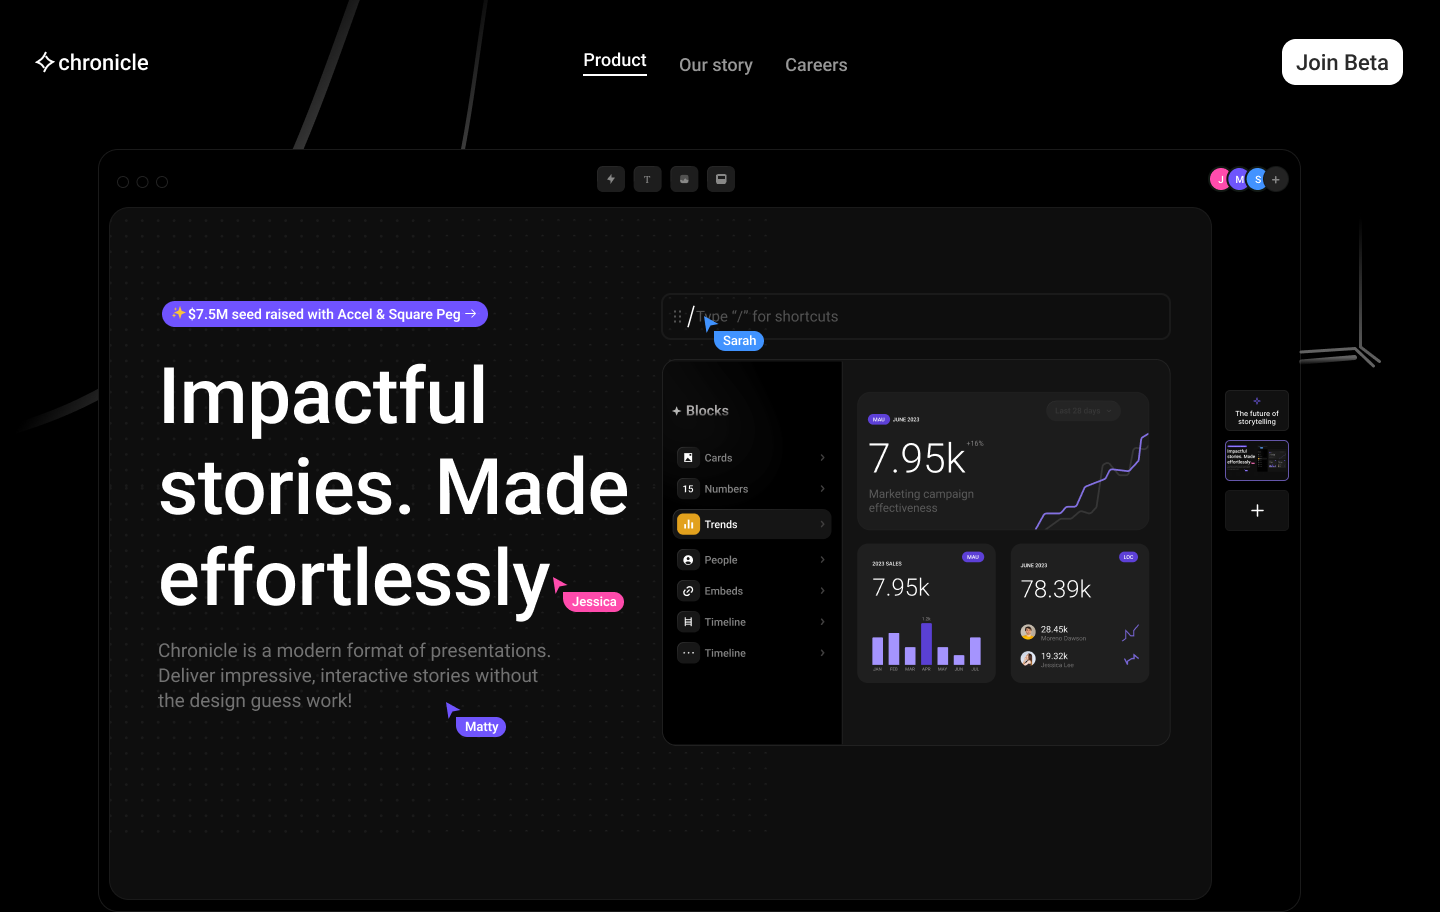 chronicle
Product
Our story
Careers
Join Beta
T
J
M
S
+
$7.5M seed raised with Accel & Square Peg →
Impactful
stories. Made
effortlessly
Jessica
Chronicle is a modern format of presentations.
Deliver impressive, interactive stories without
the design guess work!
Matty
/Type “/” for shortcuts
Sarah
Blocks
Cards
15 Numbers
Trends
People
Embeds
Timeline
Timeline
Last 28 days
MAU JUNE 2023
7.95k +16%
Marketing campaign
effectiveness
MAU
2023 SALES
7.95k
JAN FEB MAR APR MAY JUN JUL
LOC
JUNE 2023
78.39k
28.45k
Moreno Dawson
19.32k
Jessica Lee
The future of
storytelling
Impactful
stories. Made
effortlessly
+